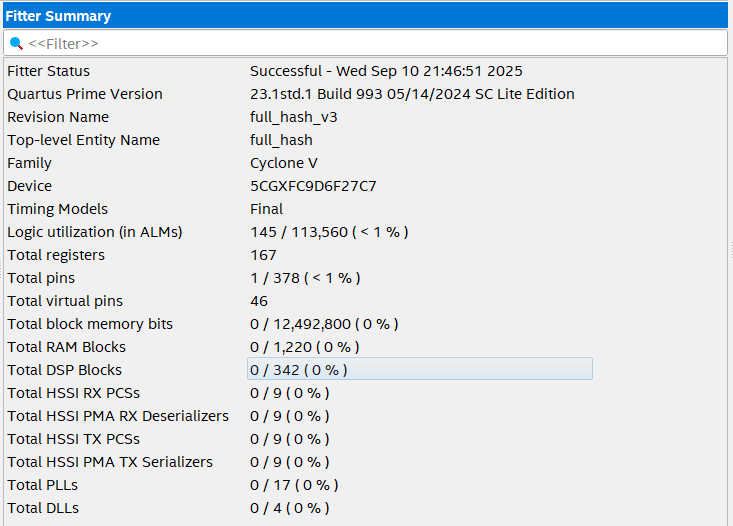 Fitter Summary
<<Filter>>
Fitter Status Successful - Wed Sep 10 21:46:51 2025
Quartus Prime Version 23.1std.1 Build 993 05/14/2024 SC Lite Edition
Revision Name full_hash_v3
Top-level Entity Name full_hash
Family Cyclone V
Device 5CGXFC9D6F27C7
Timing Models Final
Logic utilization (in ALMs) 145 / 113,560 ( < 1 % )
Total registers 167
Total pins 1 / 378 ( < 1 % )
Total virtual pins 46
Total block memory bits 0 / 12,492,800 ( 0 % )
Total RAM Blocks 0 / 1,220 ( 0 % )
Total DSP Blocks 0 / 342 ( 0 % )
Total HSSI RX PCSs 0 / 9 ( 0 % )
Total HSSI PMA RX Deserializers 0 / 9 ( 0 % )
Total HSSI TX PCSs 0 / 9 ( 0 % )
Total HSSI PMA TX Serializers 0 / 9 ( 0 % )
Total PLLs 0 / 17 ( 0 % )
Total DLLs 0 / 4 ( 0 % )